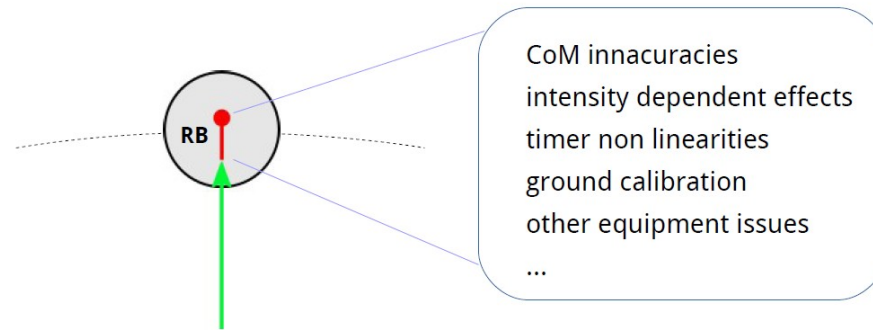 RB
CoM innacuracies
intensity dependent effects
timer non linearities
ground calibration
other equipment issues
...